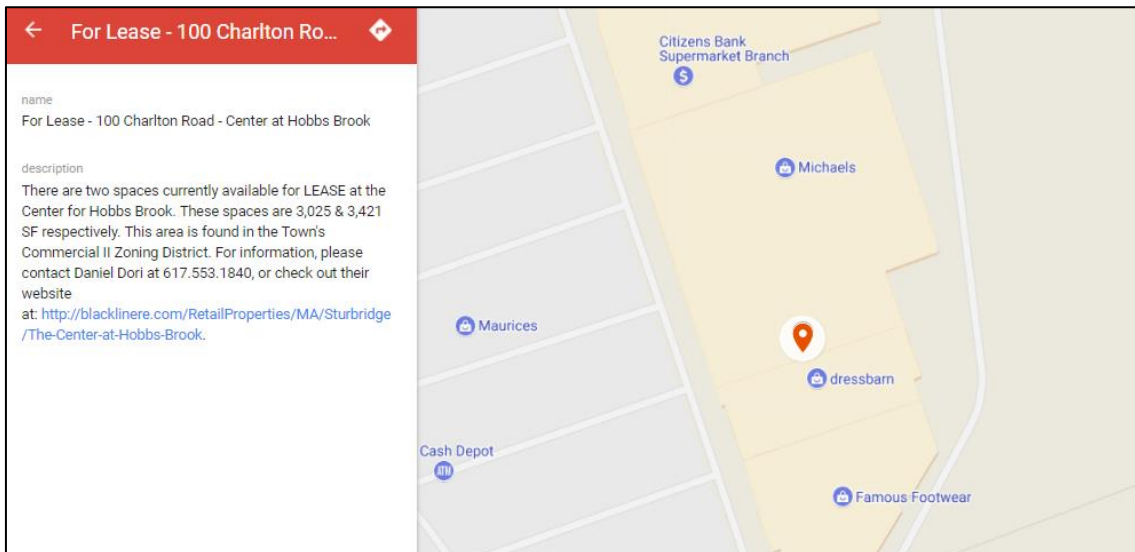 For Lease - 100 Charlton Ro...
name
For Lease - 100 Charlton Road - Center at Hobbs Brook
description
There are two spaces currently available for LEASE at the
Center for Hobbs Brook. These spaces are 3,025 & 3,421
SF respectively. This area is found in the Town's
Commercial II Zoning District. For information, please
contact Daniel Dori at 617.553.1840, or check out their
website
at: http://blacklinere.com/RetailProperties/MA/Sturbridge
/The-Center-at-Hobbs-Brook.
Citizens Bank
Supermarket Branch
$
Michaels
Maurices
dressbarn
Cash Depot
ATM
Famous Footwear